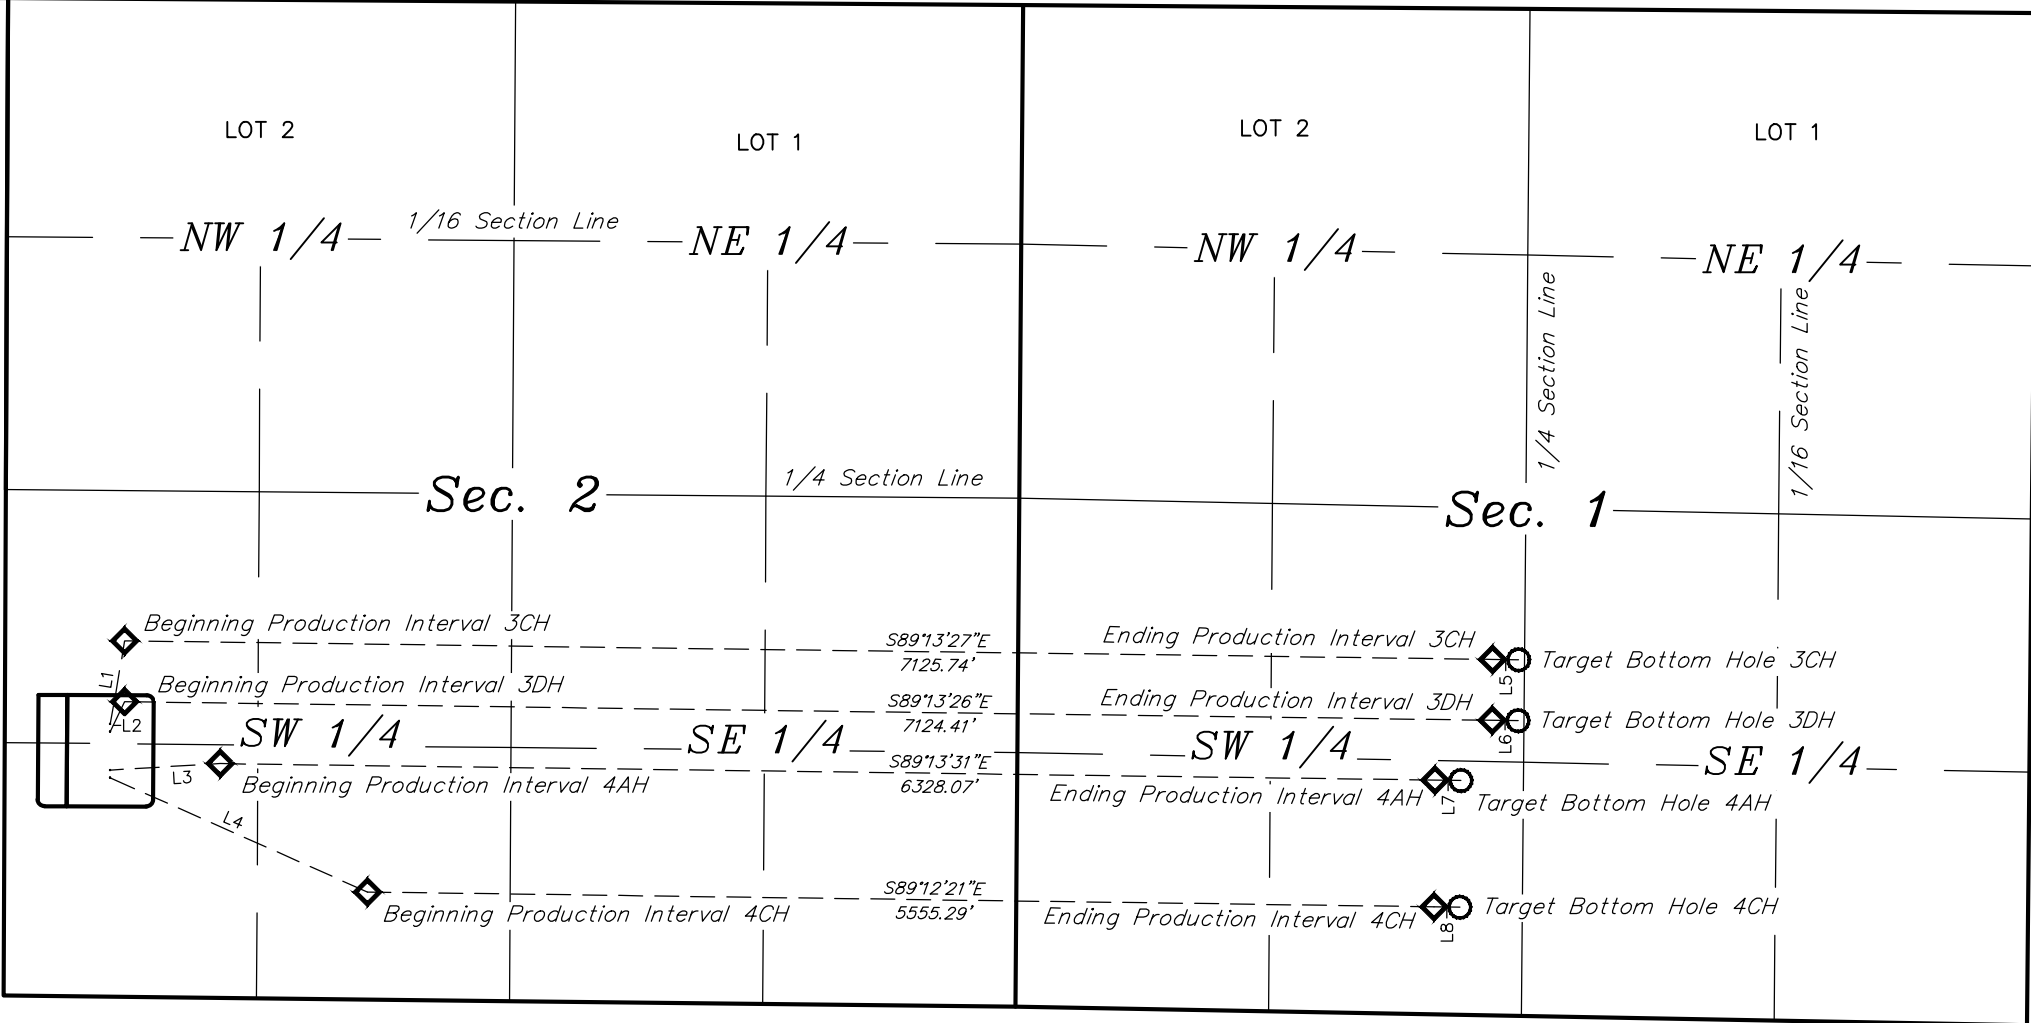 LOT 2
LOT 1
LOT 2
LOT 1
NW 1/4
1/16 Section Line
NE 1/4
NW 1/4
NE 1/4
1/4 Section Line
1/16 Section Line
Sec. 2
1/4 Section Line
Sec. 1
Beginning Production Interval 3CH
S89°13'27"E
7125.74'
Ending Production Interval 3CH
Target Bottom Hole 3CH
L1
L5
Beginning Production Interval 3DH
S89°13'26"E
7124.41'
Ending Production Interval 3DH
Target Bottom Hole 3DH
L2
L6
SW 1/4
SE 1/4
SW 1/4
SE 1/4
L3
Beginning Production Interval 4AH
S89°13'31"E
6328.07'
Ending Production Interval 4AH
L7
Target Bottom Hole 4AH
L4
Beginning Production Interval 4CH
S89°12'21"E
5555.29'
Ending Production Interval 4CH
L8
Target Bottom Hole 4CH